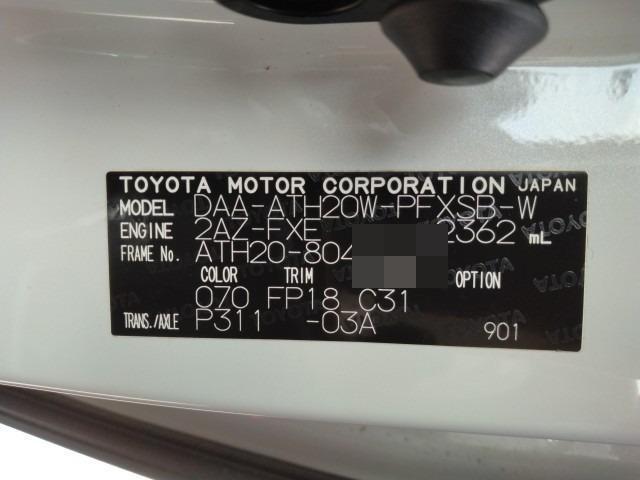 TOYOTA MOTOR CORPORATION JAPAN
MODEL DAA-ATH20W-PFXSB-W
ENGINE 2AZ-FXE 2362 mL
FRAME No. ATH20-804
COLOR TRIM OPTION
070 FP18 C31
TRANS./AXLE P311 -03A 901